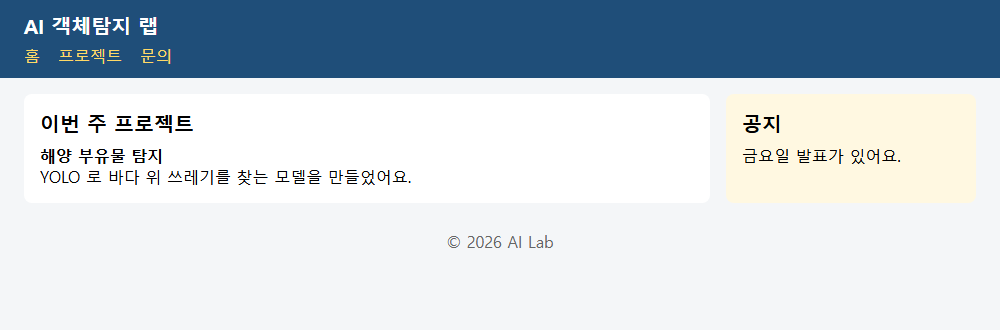 AI 객체탐지 랩
홈 프로젝트 문의
이번 주 프로젝트
해양 부유물 탐지
YOLO 로 바다 위 쓰레기를 찾는 모델을 만들었어요.
공지
금요일 발표가 있어요.
© 2026 AI Lab